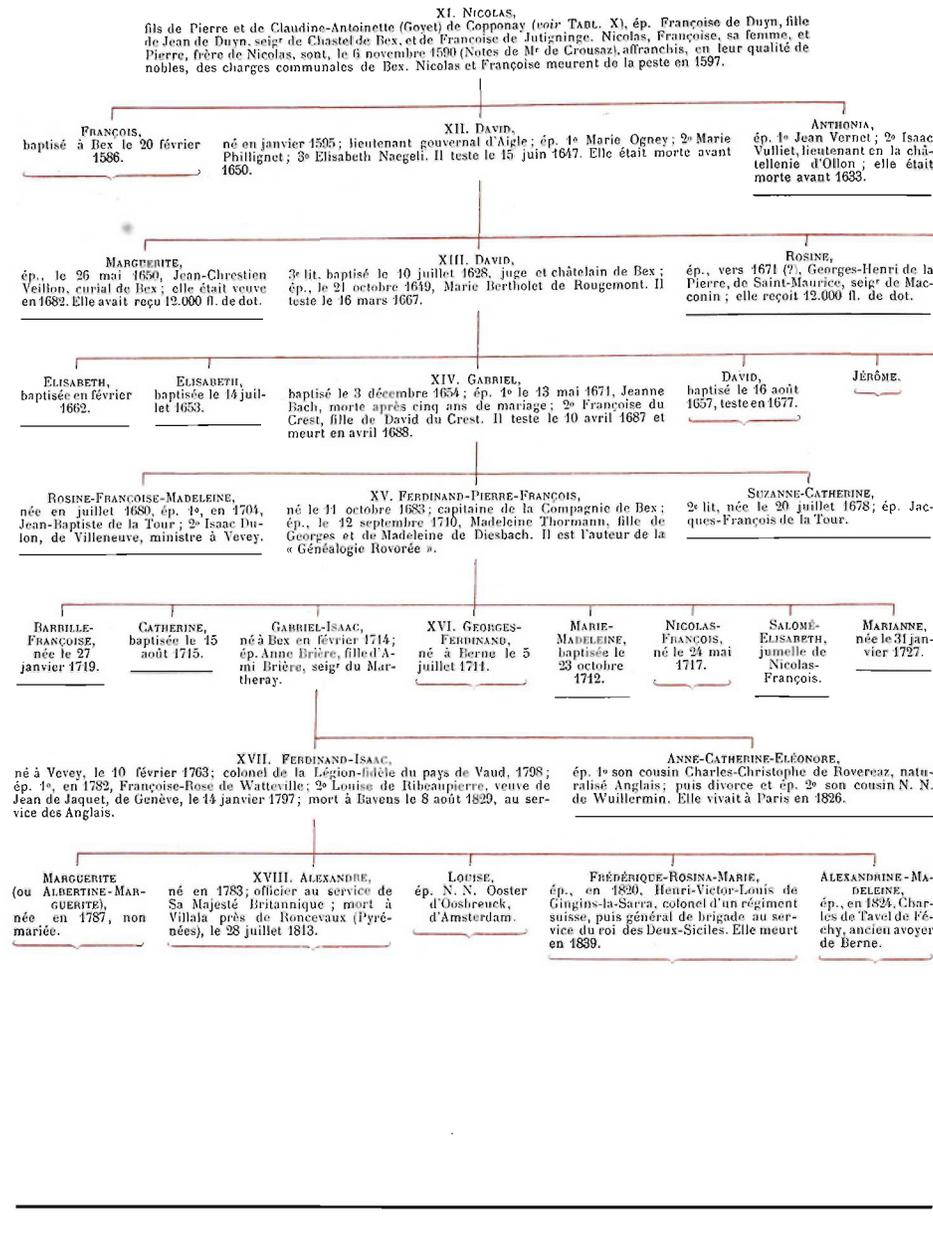 XI. NICOLAS,
fils de Pierre et de Claudine-Antoinette (Goyet) de Copponay (voir TABL. X), ép. Françoise de Duyn, fille
de Jean de Duyn, seigr de Chastel de Bex, et de Françoise de Jutigninge. Nicolas, Françoise, sa femme, et
Pierre, frère de Nicolas, sont, le 6 novembre 1590 (Notes de Mr de Crousaz), affranchis, en leur qualité de
nobles, des charges communales de Bex. Nicolas et Françoise meurent de la peste en 1597.
FRANÇOIS,
baptisé à Bex le 20 février
1586.
XII. DAVID,
né en janvier 1595; lieutenant gouvernal d'Aigle; ép. 1º Marie Ogney; 2º Marie
Phillignet; 3º Elisabeth Naegeli. Il teste le 15 juin 1647. Elle était morte avant
1650.
ANTHONIA,
ép. 1º Jean Vernet; 2º Isaac
Vulliet, lieutenant en la châ-
tellenie d'Ollon; elle était
morte avant 1633.
MARGUERITE,
ép., le 26 mai 1650, Jean-Chrestien
Veillon, curial de Bex; elle était veuve
en 1682. Elle avait reçu 12.000 fl. de dot.
XIII. DAVID,
3e lit, baptisé le 10 juillet 1628, juge et châtelain de Bex;
ép., le 21 octobre 1649, Marie Bertholet de Rougemont. Il
teste le 16 mars 1667.
ROSINE,
ép., vers 1671 (?), Georges-Henri de la
Pierre, de Saint-Maurice, seigr de Mac-
conin; elle reçoit 12.000 fl. de dot.
ELISABETH,
baptisée en février
1662.
ELISABETH,
baptisée le 14 juil-
let 1653.
XIV. GABRIEL,
baptisé le 3 décembre 1654; ép. 1º le 13 mai 1671, Jeanne
Bach, morte après cinq ans de mariage; 2º Françoise du
Crest, fille de David du Crest. Il teste le 10 avril 1687 et
meurt en avril 1688.
DAVID,
baptisé le 16 août
1657, teste en 1677.
JÉRÔME.
ROSINE-FRANÇOISE-MADELEINE,
née en juillet 1680, ép. 1º, en 1704,
Jean-Baptiste de la Tour; 2º Isaac Du-
lon, de Villeneuve, ministre à Vevey.
XV. FERDINAND-PIERRE-FRANÇOIS,
né le 11 octobre 1683; capitaine de la Compagnie de Bex;
ép., le 12 septembre 1710, Madeleine Thormann, fille de
Georges et de Madeleine de Diesbach. Il est l'auteur de la
« Généalogie Rovorée ».
SUZANNE-CATHERINE,
2e lit, née le 20 juillet 1678; ép. Jac-
ques-François de la Tour.
BARBILLE-
FRANÇOISE,
née le 27
janvier 1719.
CATHERINE,
baptisée le 15
août 1715.
GABRIEL-ISAAC,
né à Bex en février 1714;
ép. Anne Brière, fille d'A-
mi Brière, seigr du Mar-
theray.
XVI. GEORGES-
FERDINAND,
né à Berne le 5
juillet 1711.
MARIE-
MADELEINE,
baptisée le
23 octobre
1712.
NICOLAS-
FRANÇOIS,
né le 24 mai
1717.
SALOMÉ-
ELISABETH,
jumelle de
Nicolas-
François.
MARIANNE,
née le 31 jan-
vier 1727.
XVII. FERDINAND-ISAAC,
né à Vevey, le 10 février 1763; colonel de la Légion-fidèle du pays de Vaud, 1798;
ép. 1º, en 1782, Françoise-Rose de Watteville; 2º Louise de Ribeaupierre, veuve de
Jean de Jaquet, de Genève, le 14 janvier 1797; mort à Bavens le 8 août 1829, au ser-
vice des Anglais.
ANNE-CATHERINE-ELÉONORE,
ép. 1º son cousin Charles-Christophe de Rovereaz, natu-
ralisé Anglais; puis divorce et ép. 2º son cousin N. N.
de Wuillermin. Elle vivait à Paris en 1826.
MARGUERITE
(ou ALBERTINE-MAR-
GUERITE),
née en 1787, non
mariée.
XVIII. ALEXANDRE,
né en 1783; officier au service de
Sa Majesté Britannique; mort à
Villala près de Roncevaux (Pyré-
nées), le 28 juillet 1813.
LOUISE,
ép. N. N. Ooster
d'Oosbreuck,
d'Amsterdam.
FRÉDÉRIQUE-ROSINA-MARIE,
ép., en 1820, Henri-Victor-Louis de
Gingins-la-Sarra, colonel d'un régiment
suisse, puis général de brigade au ser-
vice du roi des Deux-Siciles. Elle meurt
en 1839.
ALEXANDRINE-MA-
DELEINE,
ép., en 1824, Char-
les de Tavel de Fé-
chy, ancien avoyer
de Berne.